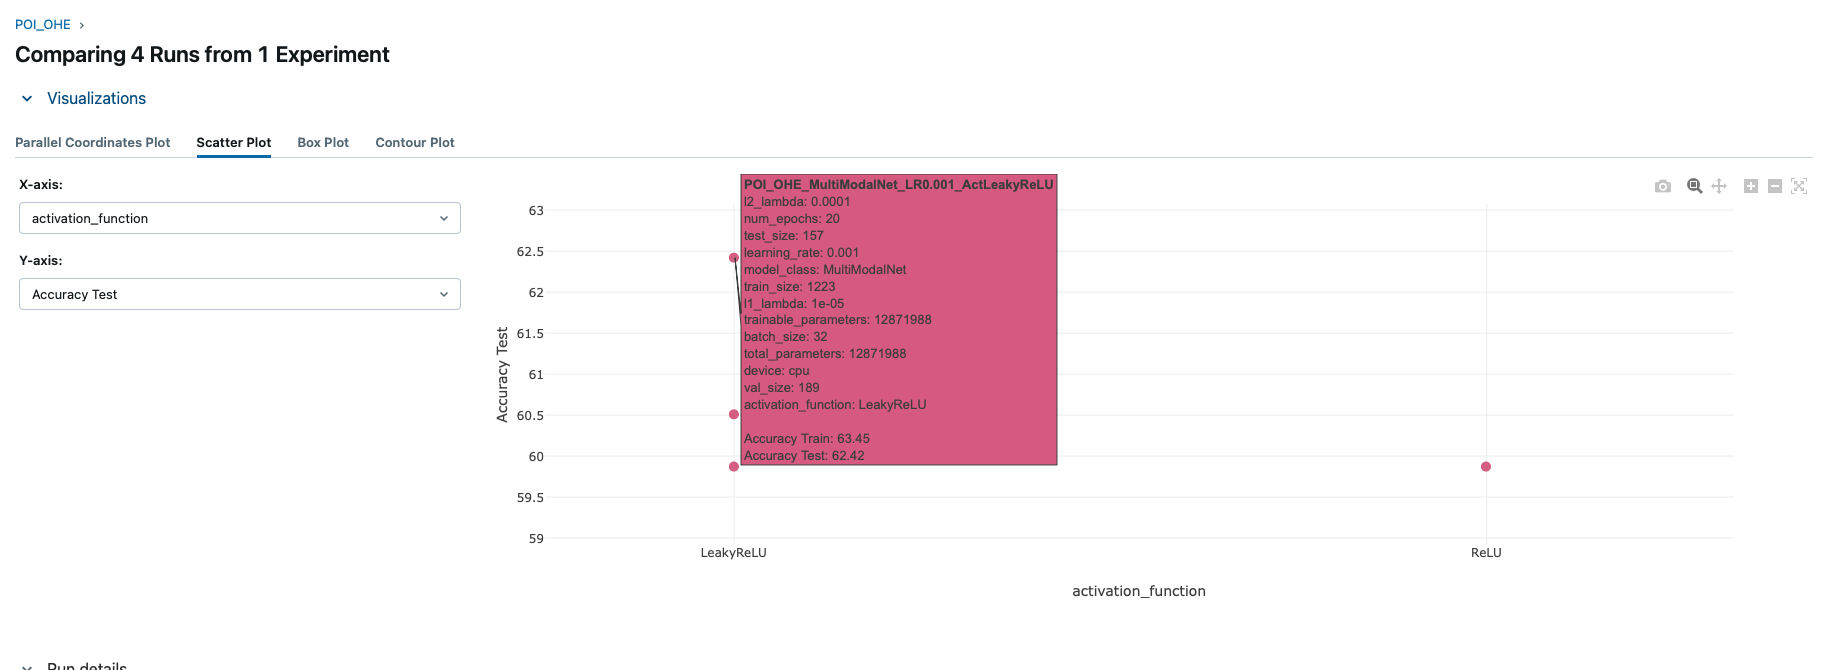 POI_OHE ›
Comparing 4 Runs from 1 Experiment
Visualizations
Parallel Coordinates Plot
Scatter Plot
Box Plot
Contour Plot
X-axis:
activation_function
Y-axis:
Accuracy Test
Accuracy Test
63
62.5
62
61.5
61
60.5
60
59.5
59
POI_OHE_MultiModalNet_LR0.001_ActLeakyReLU
l2_lambda: 0.0001
num_epochs: 20
test_size: 157
learning_rate: 0.001
model_class: MultiModalNet
train_size: 1223
l1_lambda: 1e-05
trainable_parameters: 12871988
batch_size: 32
total_parameters: 12871988
device: cpu
val_size: 189
activation_function: LeakyReLU
Accuracy Train: 63.45
Accuracy Test: 62.42
LeakyReLU
ReLU
activation_function
Run details